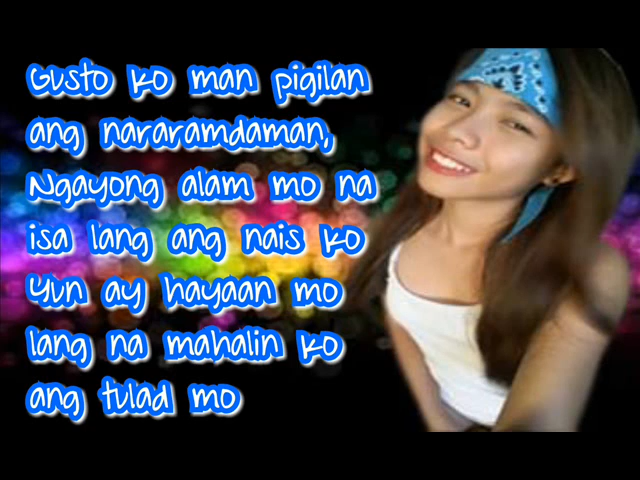 Gusto ko man pigilan
ang nararamdaman,
Ngayong alam mo na
isa lang ang nais ko
Yun ay hayaan mo
lang na mahalin ko
ang tulad mo